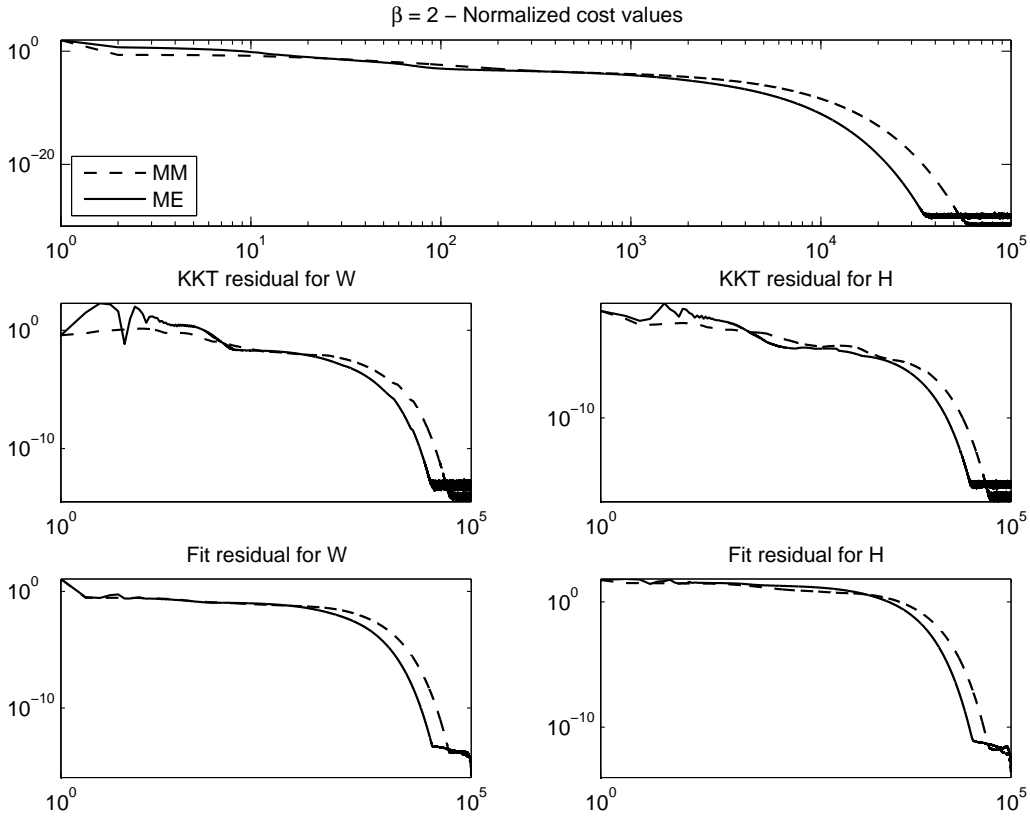 β = 2 − Normalized cost values
10^0
10^−20
MM
ME
10^0 10^1 10^2 10^3 10^4 10^5
KKT residual for W
10^0
10^−10
10^0 10^5
KKT residual for H
10^−10
10^0 10^5
Fit residual for W
10^0
10^−10
10^0 10^5
Fit residual for H
10^0
10^−10
10^0 10^5